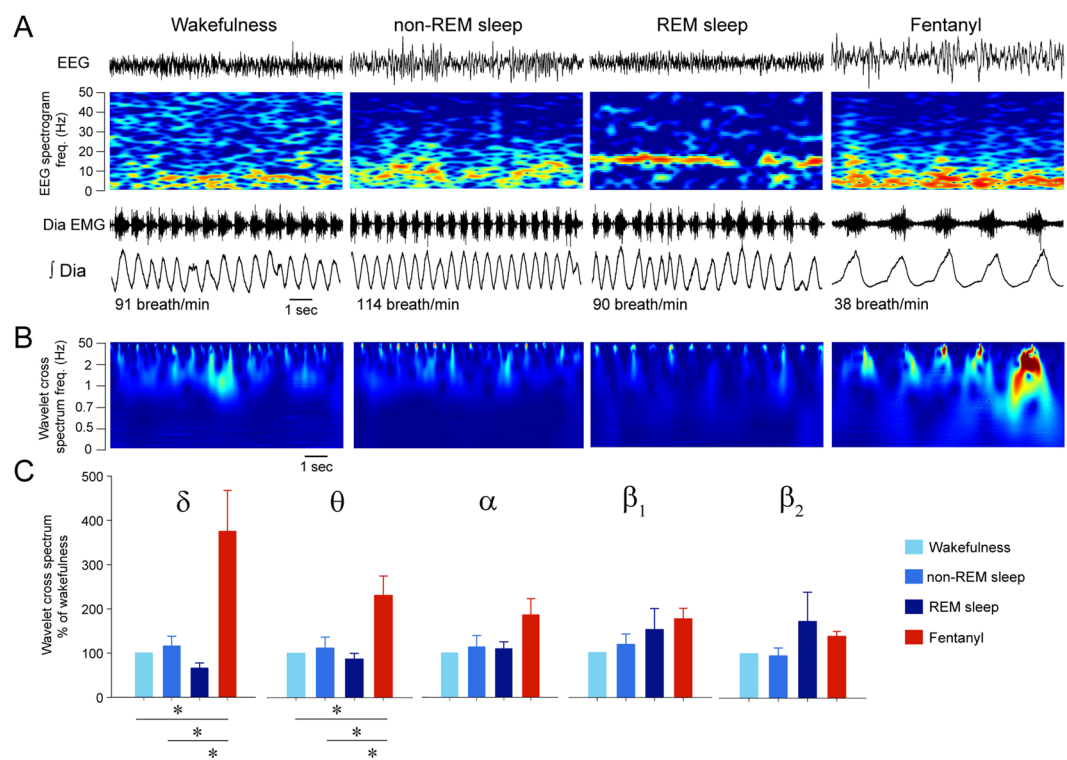 A
Wakefulness
non-REM sleep
REM sleep
Fentanyl
EEG
EEG spectrogram
freq. (Hz)
50
40
30
20
10
0
Dia EMG
∫ Dia
91 breath/min
1 sec
114 breath/min
90 breath/min
38 breath/min
B
Wavelet cross
spectrum freq. (Hz)
50
2
1
0.7
0.5
0
1 sec
C
Wavelet cross spectrum
% of wakefulness
500
400
300
200
100
0
δ
θ
α
β1
β2
Wakefulness
non-REM sleep
REM sleep
Fentanyl
*
*
*
*
*
*